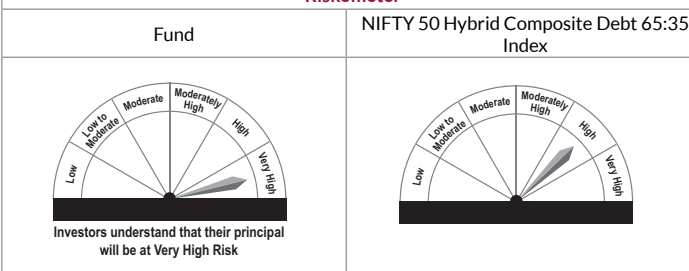 Fund
NIFTY 50 Hybrid Composite Debt 65:35
Index
Low
Low to
Moderate
Moderate
Moderately
High
High
Very High
Investors understand that their principal
will be at Very High Risk
Low
Low to
Moderate
Moderate
Moderately
High
High
Very High